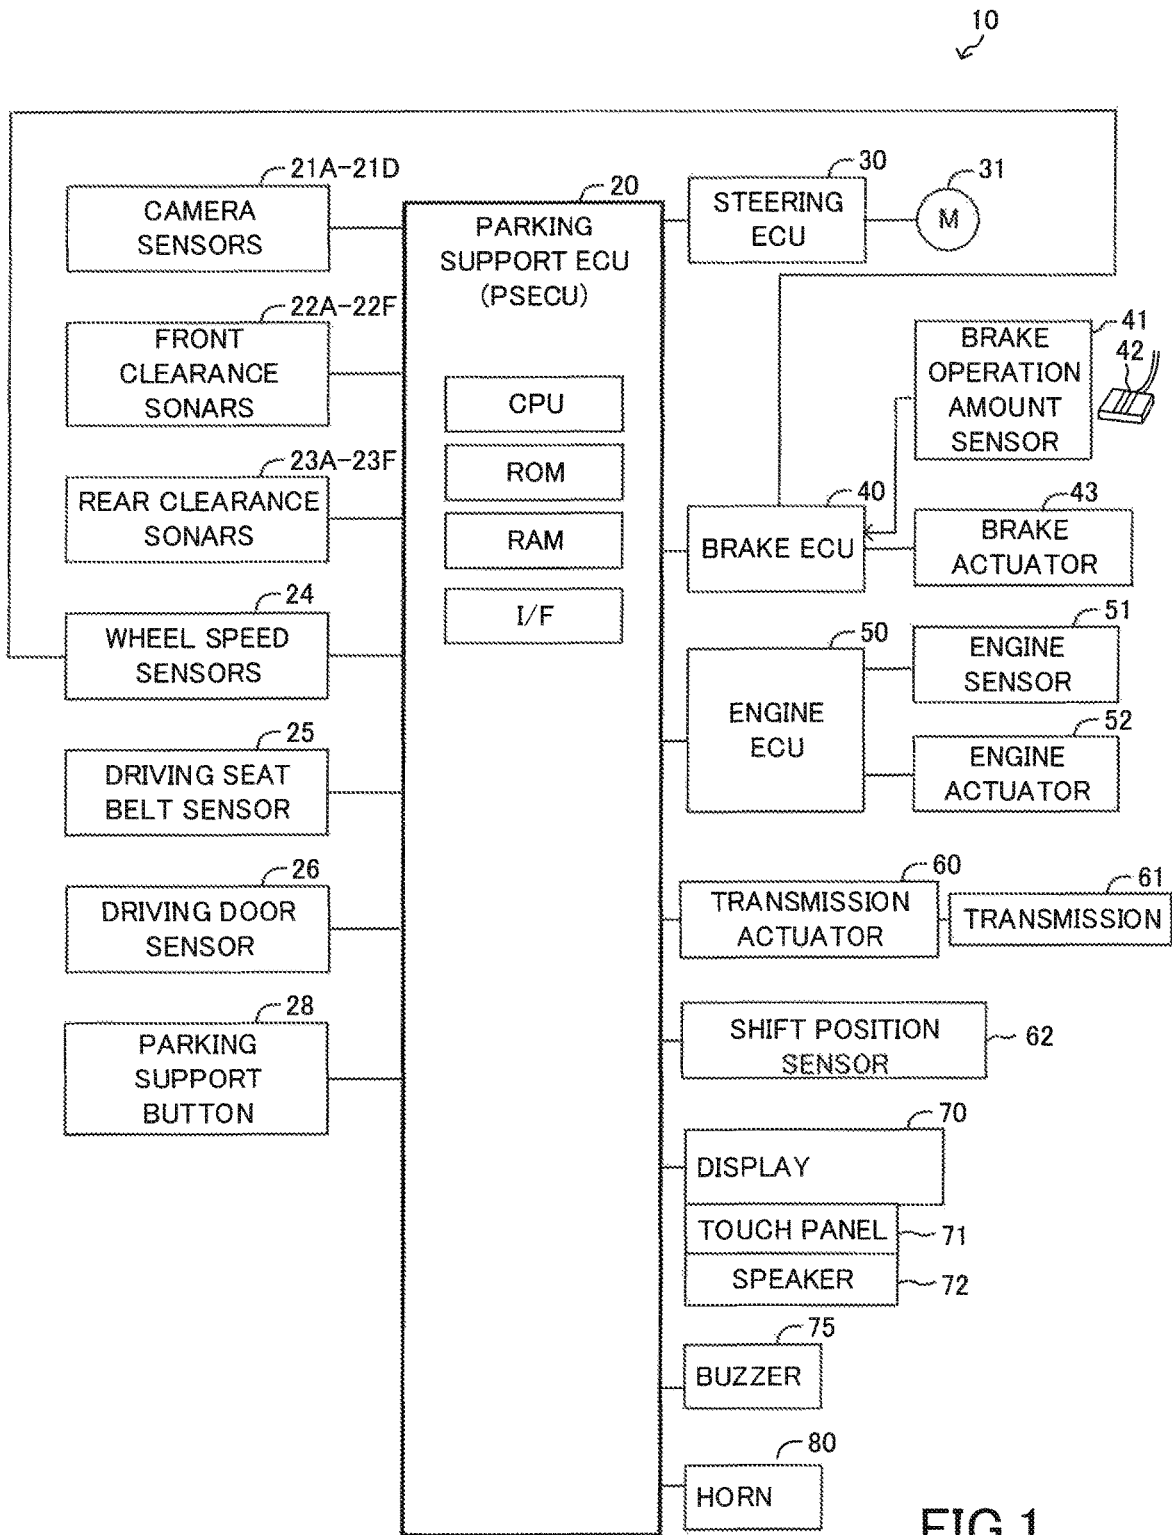 10
21A-21D
CAMERA
SENSORS
22A-22F
FRONT
CLEARANCE
SONARS
23A-23F
REAR CLEARANCE
SONARS
24
WHEEL SPEED
SENSORS
25
DRIVING SEAT
BELT SENSOR
26
DRIVING DOOR
SENSOR
28
PARKING
SUPPORT
BUTTON
20
PARKING
SUPPORT ECU
(PSECU)
CPU
ROM
RAM
I/F
30
STEERING
ECU
31
M
41
BRAKE
OPERATION
AMOUNT
SENSOR
42
40
BRAKE ECU
43
BRAKE
ACTUATOR
50
ENGINE
ECU
51
ENGINE
SENSOR
52
ENGINE
ACTUATOR
60
TRANSMISSION
ACTUATOR
61
TRANSMISSION
SHIFT POSITION
SENSOR
62
70
DISPLAY
TOUCH PANEL
71
SPEAKER
72
75
BUZZER
80
HORN
FIG.1